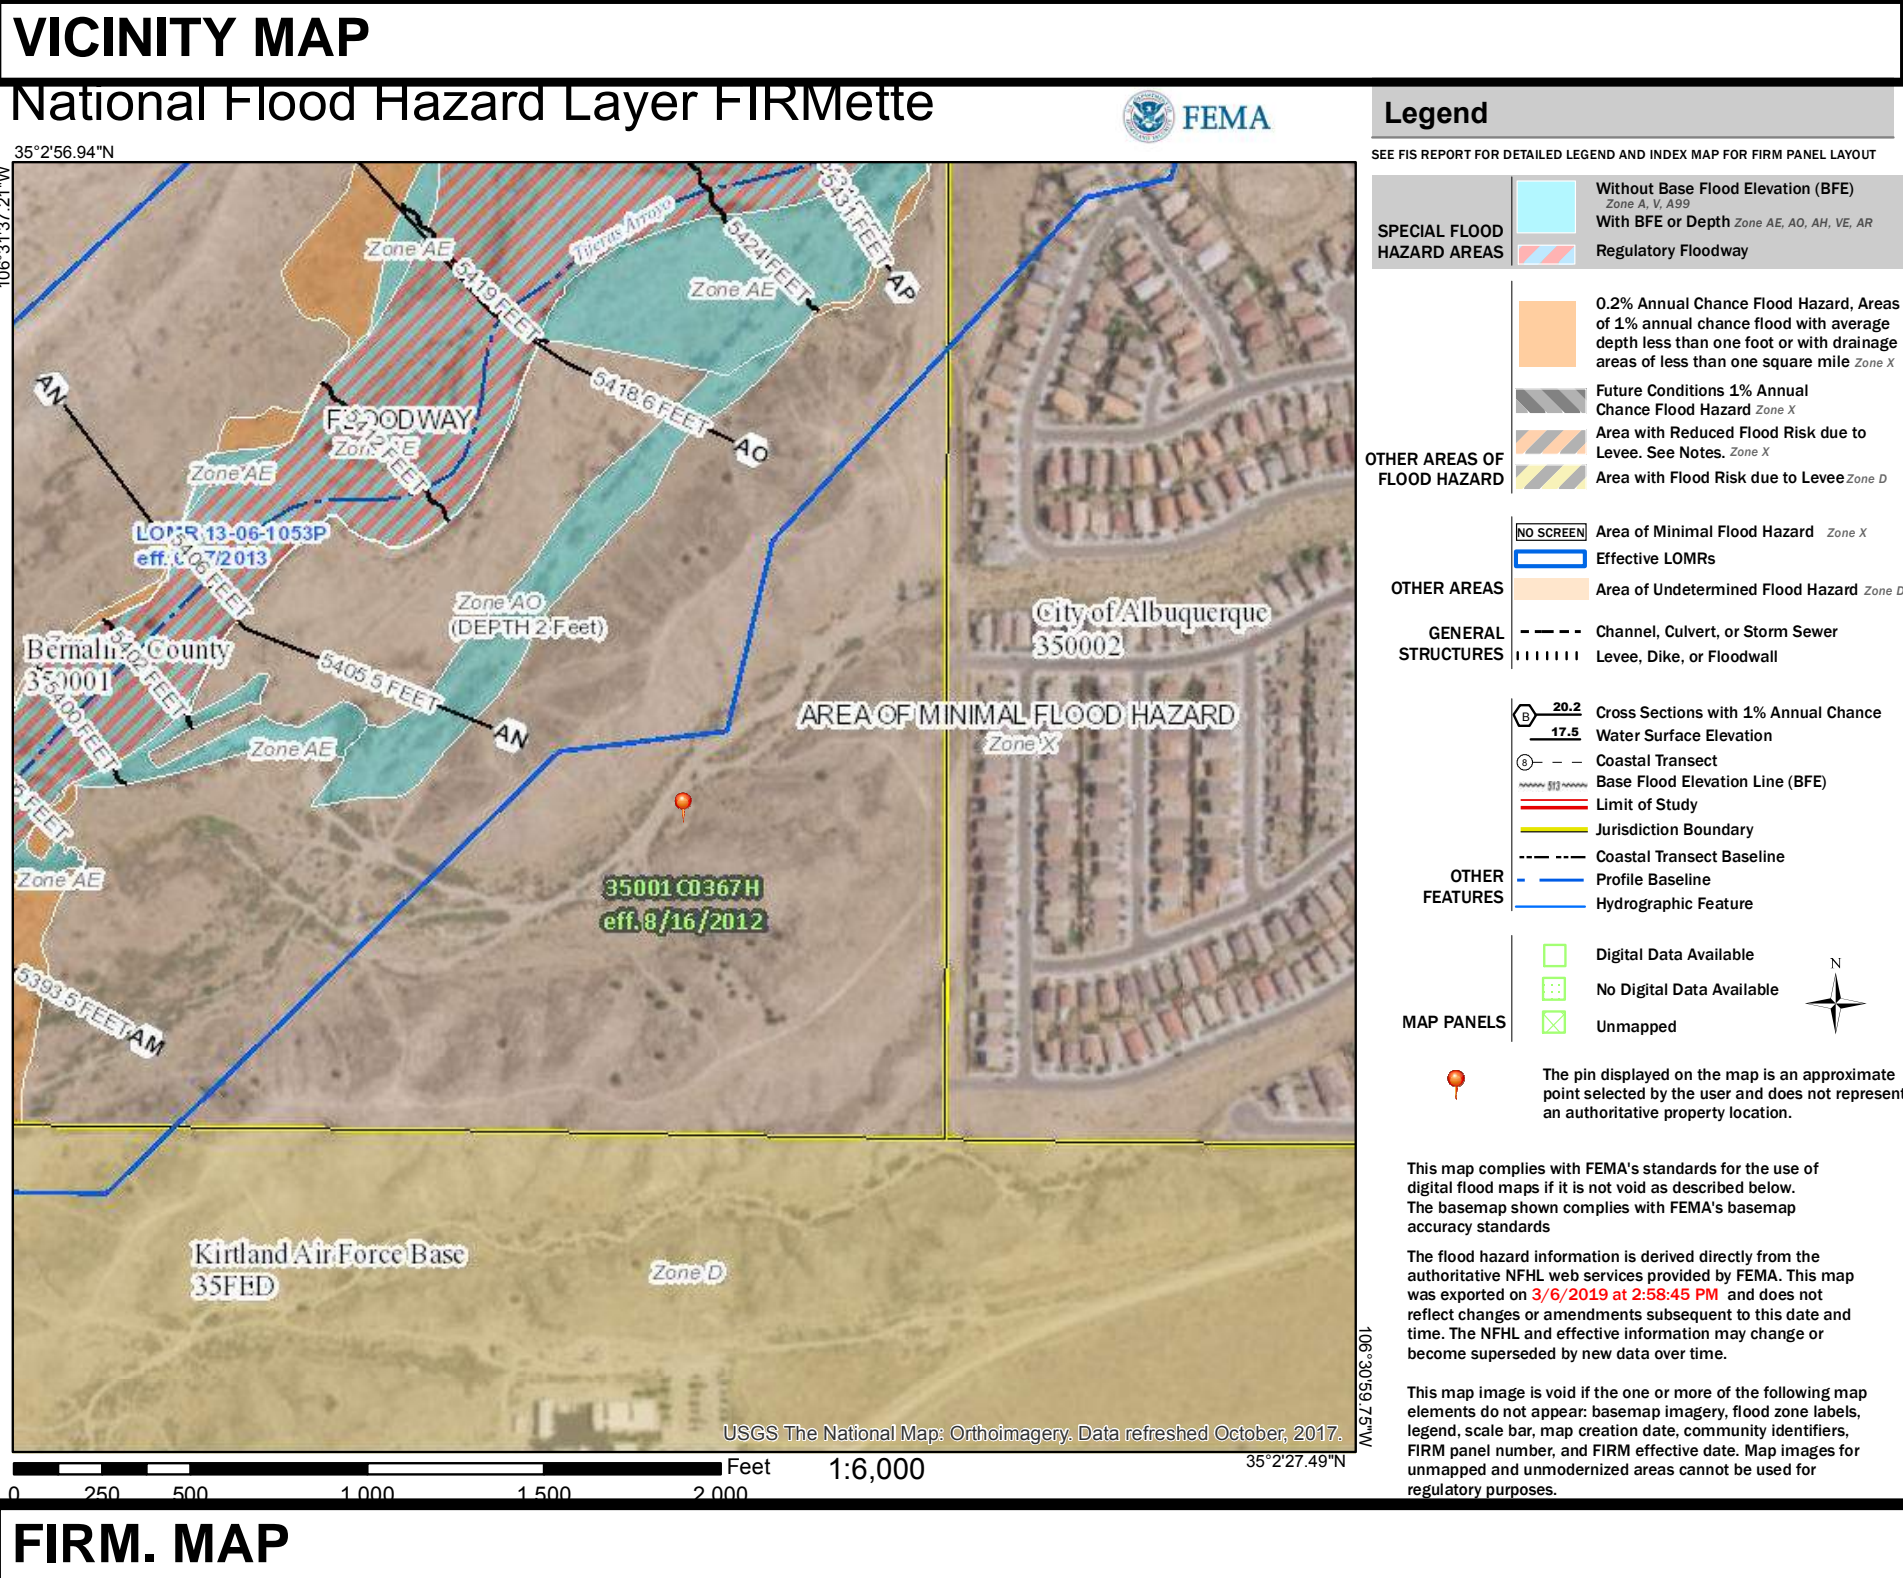 VICINITY MAP
National Flood Hazard Layer FIRMette
FEMA
35°2'56.94"N
106°31'37.21"W
Zone AE
Tijeras Arroyo
5431 FEET
AP
5424 FEET
Zone AE
5419 FEET
5418.6 FEET
AO
AN
FLOODWAY
Zone AE
FEET
Zone AE
LOMR 13-06-1053P
eff.
7/2013
5406 FEET
Zone AO
(DEPTH 2 Feet)
City of Albuquerque
350002
Bernalillo County
350001
5402 FEET
5405.5 FEET
AN
5400 FEET
Zone AE
AREA OF MINIMAL FLOOD HAZARD
Zone X
FEET
Zone AE
35001C0367H
eff. 8/16/2012
5393.5 FEET
AM
Kirtland Air Force Base
35FED
Zone D
USGS The National Map: Orthoimagery. Data refreshed October, 2017.
106°30'59.75"W
35°2'27.49"N
Feet
1:6,000
0 250 500 1,000 1,500 2,000
Legend
SEE FIS REPORT FOR DETAILED LEGEND AND INDEX MAP FOR FIRM PANEL LAYOUT
SPECIAL FLOOD
HAZARD AREAS
Without Base Flood Elevation (BFE)
Zone A, V, A99
With BFE or Depth Zone AE, AO, AH, VE, AR
Regulatory Floodway
OTHER AREAS OF
FLOOD HAZARD
0.2% Annual Chance Flood Hazard, Areas
of 1% annual chance flood with average
depth less than one foot or with drainage
areas of less than one square mile Zone X
Future Conditions 1% Annual
Chance Flood Hazard Zone X
Area with Reduced Flood Risk due to
Levee. See Notes. Zone X
Area with Flood Risk due to Levee Zone D
OTHER AREAS
NO SCREEN Area of Minimal Flood Hazard Zone X
Effective LOMRs
Area of Undetermined Flood Hazard Zone D
GENERAL
STRUCTURES
Channel, Culvert, or Storm Sewer
Levee, Dike, or Floodwall
OTHER
FEATURES
B 20.2 Cross Sections with 1% Annual Chance
17.5 Water Surface Elevation
8 Coastal Transect
513 Base Flood Elevation Line (BFE)
Limit of Study
Jurisdiction Boundary
Coastal Transect Baseline
Profile Baseline
Hydrographic Feature
MAP PANELS
Digital Data Available
No Digital Data Available
Unmapped
N
The pin displayed on the map is an approximate
point selected by the user and does not represent
an authoritative property location.
This map complies with FEMA's standards for the use of
digital flood maps if it is not void as described below.
The basemap shown complies with FEMA's basemap
accuracy standards
The flood hazard information is derived directly from the
authoritative NFHL web services provided by FEMA. This map
was exported on 3/6/2019 at 2:58:45 PM and does not
reflect changes or amendments subsequent to this date and
time. The NFHL and effective information may change or
become superseded by new data over time.
This map image is void if the one or more of the following map
elements do not appear: basemap imagery, flood zone labels,
legend, scale bar, map creation date, community identifiers,
FIRM panel number, and FIRM effective date. Map images for
unmapped and unmodernized areas cannot be used for
regulatory purposes.
FIRM. MAP